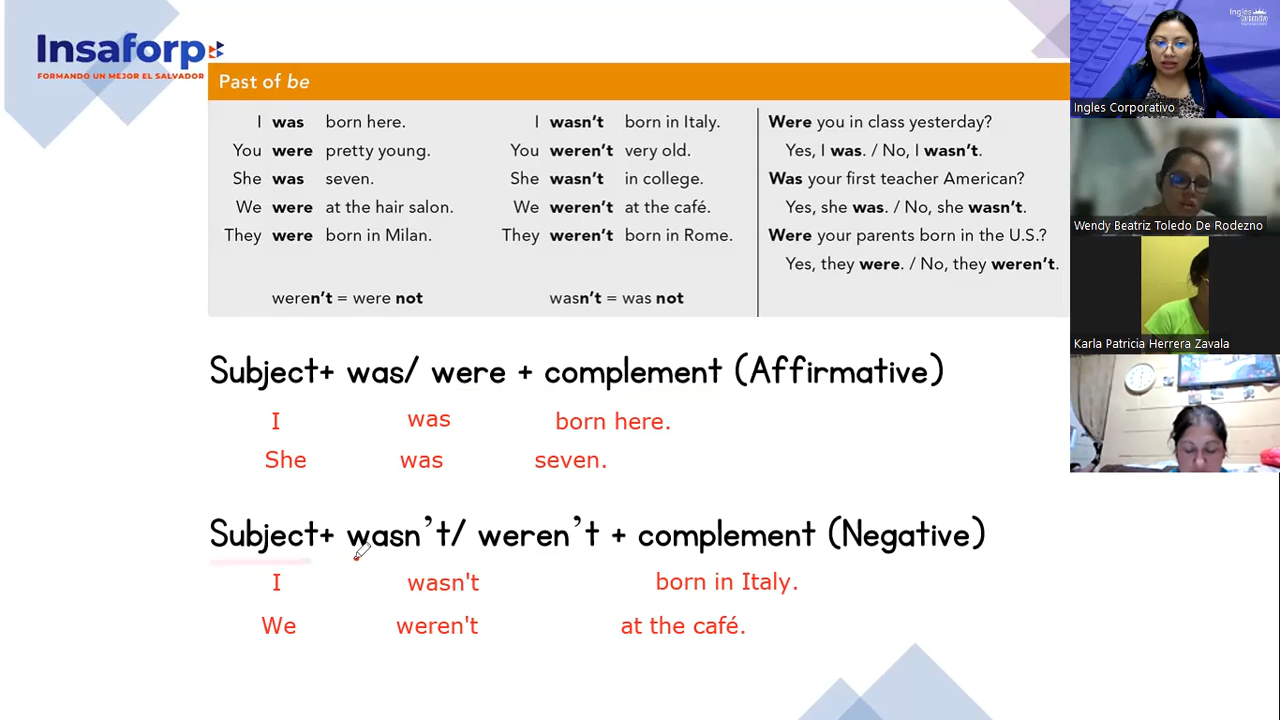 Insaforp
FORMANDO UN MEJOR EL SALVADOR
Past of be
I was born here.
You were pretty young.
She was seven.
We were at the hair salon.
They were born in Milan.
weren't = were not
I wasn't born in Italy.
You weren't very old.
She wasn't in college.
We weren't at the café.
They weren't born in Rome.
wasn't = was not
Were you in class yesterday?
Yes, I was. / No, I wasn't.
Was your first teacher American?
Yes, she was. / No, she wasn't.
Were your parents born in the U.S.?
Yes, they were. / No, they weren't.
Subject+ was/ were + complement (Affirmative)
I was born here.
She was seven.
Subject+ wasn't/ weren't + complement (Negative)
I wasn't born in Italy.
We weren't at the café.
Ingles
corporativo
Ingles Corporativo
Wendy Beatriz Toledo De Rodezno
Karla Patricia Herrera Zavala